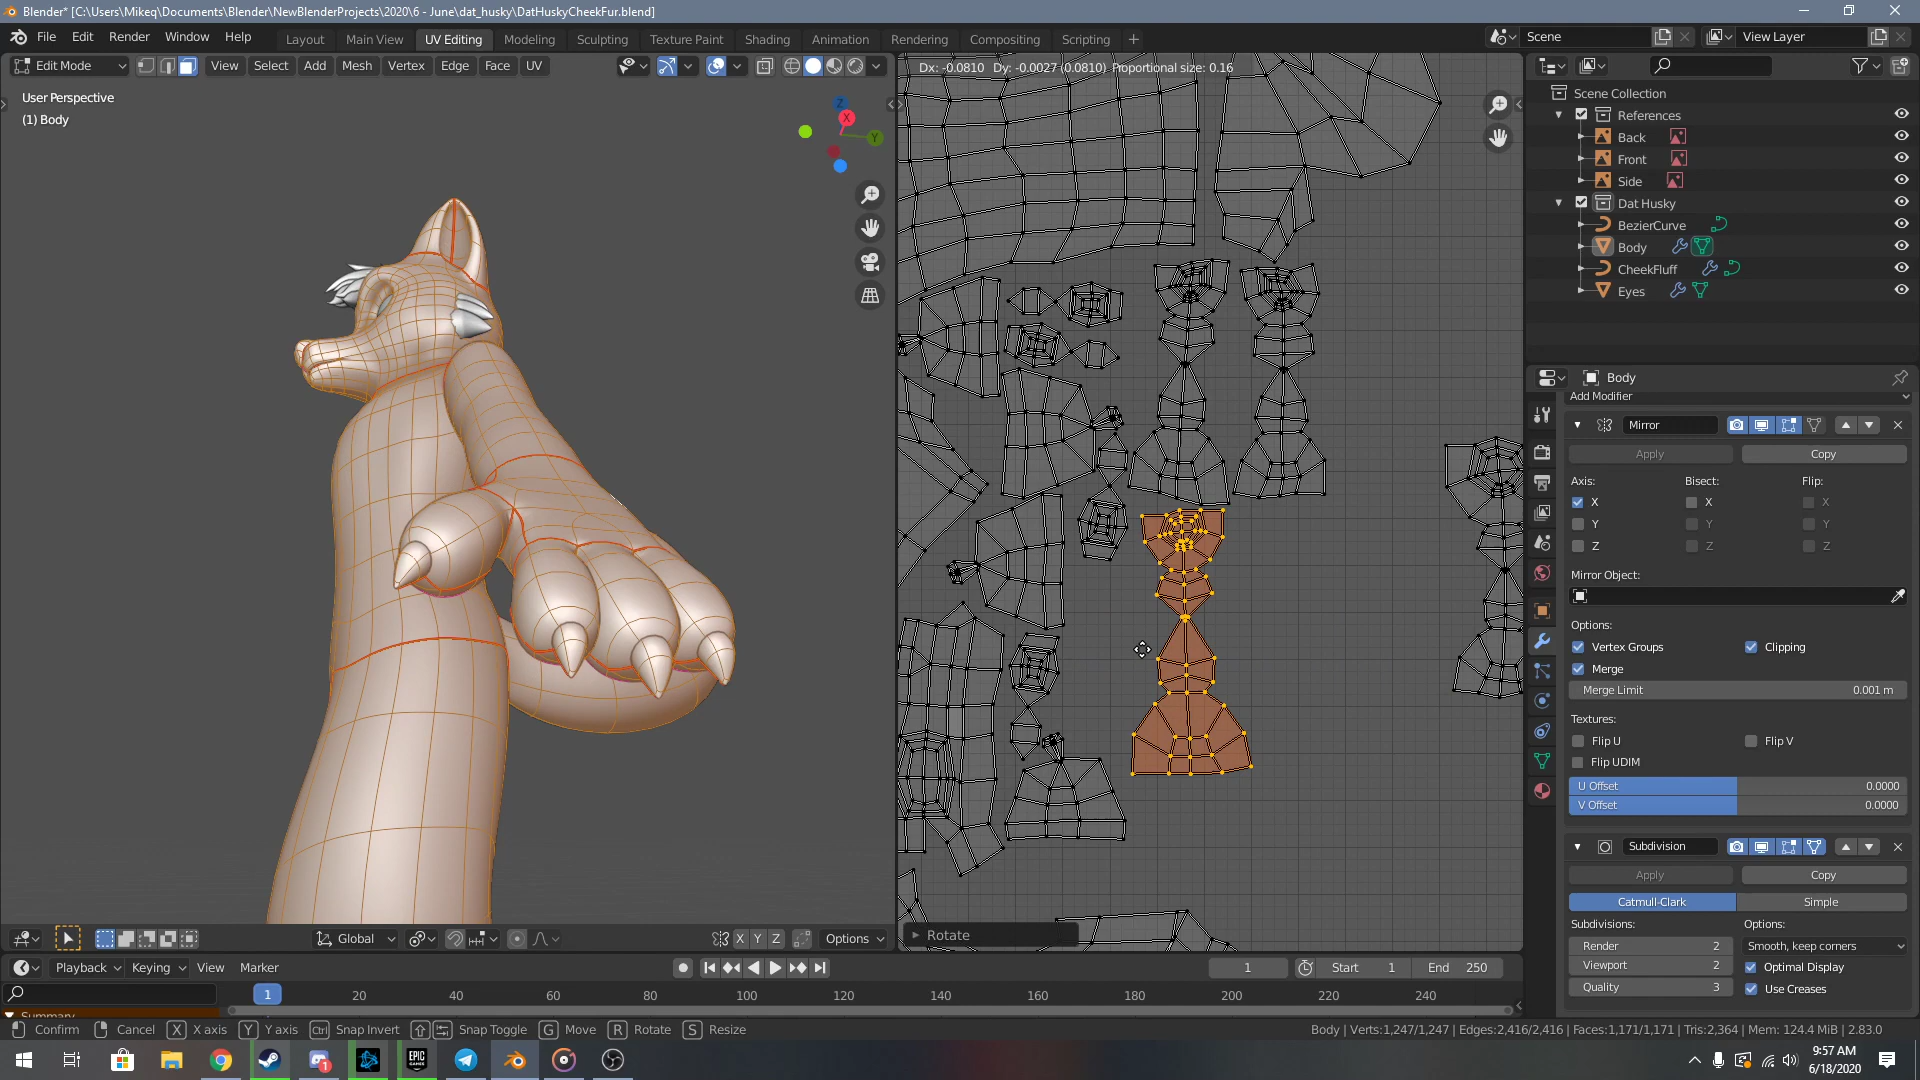 Blender* [C:\Users\Mikeq\Documents\Blender\NewBlenderProjects\2020\6 - June\dat_husky\DatHuskyCheekFur.blend]
File Edit Render Window Help Layout Main View UV Editing Modeling Sculpting Texture Paint Shading Animation Rendering Compositing Scripting + Scene View Layer
Edit Mode View Select Add Mesh Vertex Edge Face UV
Dx: -0.0810 Dy: -0.0027 (0.0810) Proportional size: 0.16
User Perspective
(1) Body
Z
X
Y
Scene Collection
References
Back
Front
Side
Dat Husky
BezierCurve
Body
CheekFluff
Eyes
Body
Add Modifier
Mirror
Apply Copy
Axis: Bisect: Flip:
X X X
Y Y Y
Z Z Z
Mirror Object:
Options:
Vertex Groups Clipping
Merge
Merge Limit 0.001 m
Textures:
Flip U Flip V
Flip UDIM
U Offset 0.0000
V Offset 0.0000
Subdivision
Apply Copy
Catmull-Clark Simple
Subdivisions: Options:
Render 2 Smooth, keep corners
Viewport 2 Optimal Display
Quality 3 Use Creases
Global X Y Z Options
Rotate
Playback Keying View Marker 1 Start 1 End 250
1 20 40 60 80 100 120 140 160 180 200 220 240
Summary
Confirm Cancel X X axis Y Y axis Ctrl Snap Invert Snap Toggle G Move R Rotate S Resize
Body | Verts:1,247/1,247 | Edges:2,416/2,416 | Faces:1,171/1,171 | Tris:2,364 | Mem: 124.4 MiB | 2.83.0
1
EPIC GAMES
9:57 AM
6/18/2020